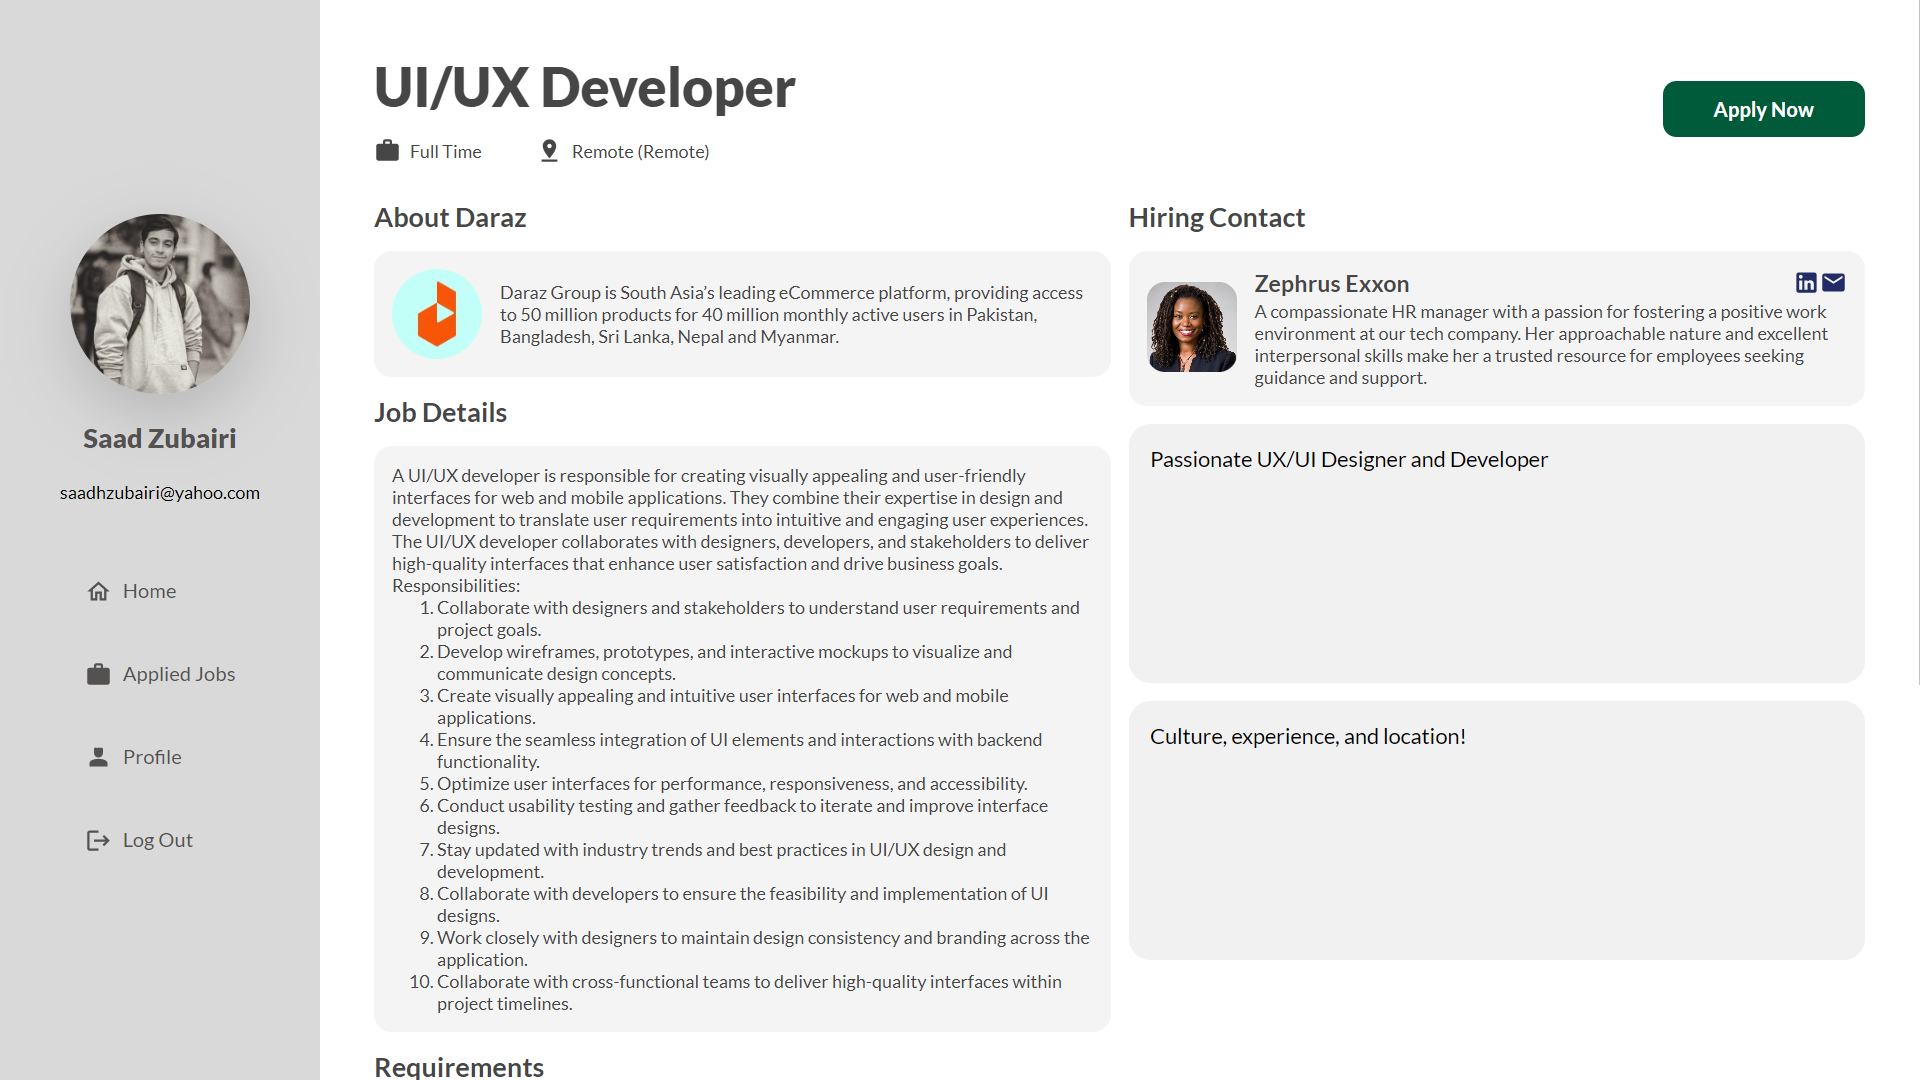 Saad Zubairi
saadhzubairi@yahoo.com
Home
Applied Jobs
Profile
Log Out
UI/UX Developer
Full Time
Remote (Remote)
Apply Now
About Daraz
Daraz Group is South Asia’s leading eCommerce platform, providing access
to 50 million products for 40 million monthly active users in Pakistan,
Bangladesh, Sri Lanka, Nepal and Myanmar.
Job Details
A UI/UX developer is responsible for creating visually appealing and user-friendly
interfaces for web and mobile applications. They combine their expertise in design and
development to translate user requirements into intuitive and engaging user experiences.
The UI/UX developer collaborates with designers, developers, and stakeholders to deliver
high-quality interfaces that enhance user satisfaction and drive business goals.
Responsibilities:
1. Collaborate with designers and stakeholders to understand user requirements and
project goals.
2. Develop wireframes, prototypes, and interactive mockups to visualize and
communicate design concepts.
3. Create visually appealing and intuitive user interfaces for web and mobile
applications.
4. Ensure the seamless integration of UI elements and interactions with backend
functionality.
5. Optimize user interfaces for performance, responsiveness, and accessibility.
6. Conduct usability testing and gather feedback to iterate and improve interface
designs.
7. Stay updated with industry trends and best practices in UI/UX design and
development.
8. Collaborate with developers to ensure the feasibility and implementation of UI
designs.
9. Work closely with designers to maintain design consistency and branding across the
application.
10. Collaborate with cross-functional teams to deliver high-quality interfaces within
project timelines.
Requirements
Hiring Contact
Zephrus Exxon
A compassionate HR manager with a passion for fostering a positive work
environment at our tech company. Her approachable nature and excellent
interpersonal skills make her a trusted resource for employees seeking
guidance and support.
Passionate UX/UI Designer and Developer
Culture, experience, and location!